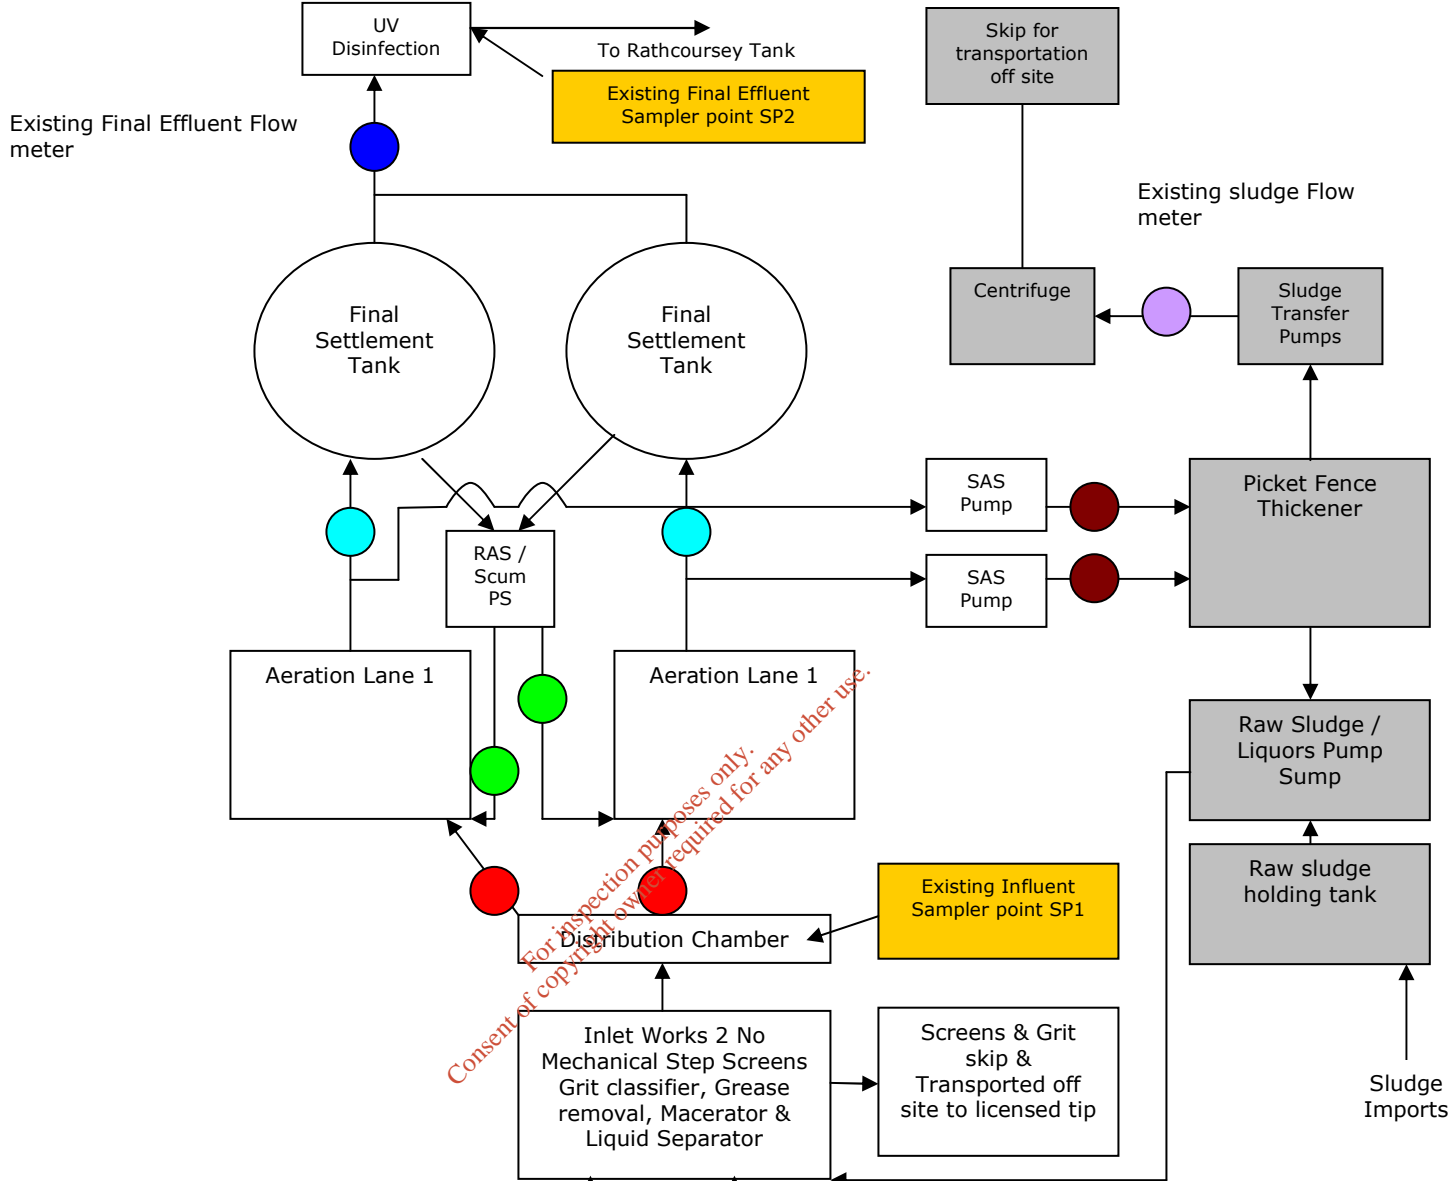 UV
Disinfection
To Rathcoursey Tank
Existing Final Effluent
Sampler point SP2
Existing Final Effluent Flow
meter
Skip for
transportation
off site
Existing sludge Flow
meter
Final
Settlement
Tank
Final
Settlement
Tank
Centrifuge
Sludge
Transfer
Pumps
SAS
Pump
Picket Fence
Thickener
RAS /
Scum
PS
SAS
Pump
Aeration Lane 1
Aeration Lane 1
Raw Sludge /
Liquors Pump
Sump
Raw sludge
holding tank
Existing Influent
Sampler point SP1
Distribution Chamber
Inlet Works 2 No
Mechanical Step Screens
Grit classifier, Grease
removal, Macerator &
Liquid Separator
Screens & Grit
skip &
Transported off
site to licensed tip
Sludge
Imports
For inspection purposes only.
Consent of copyright owner required for any other use.